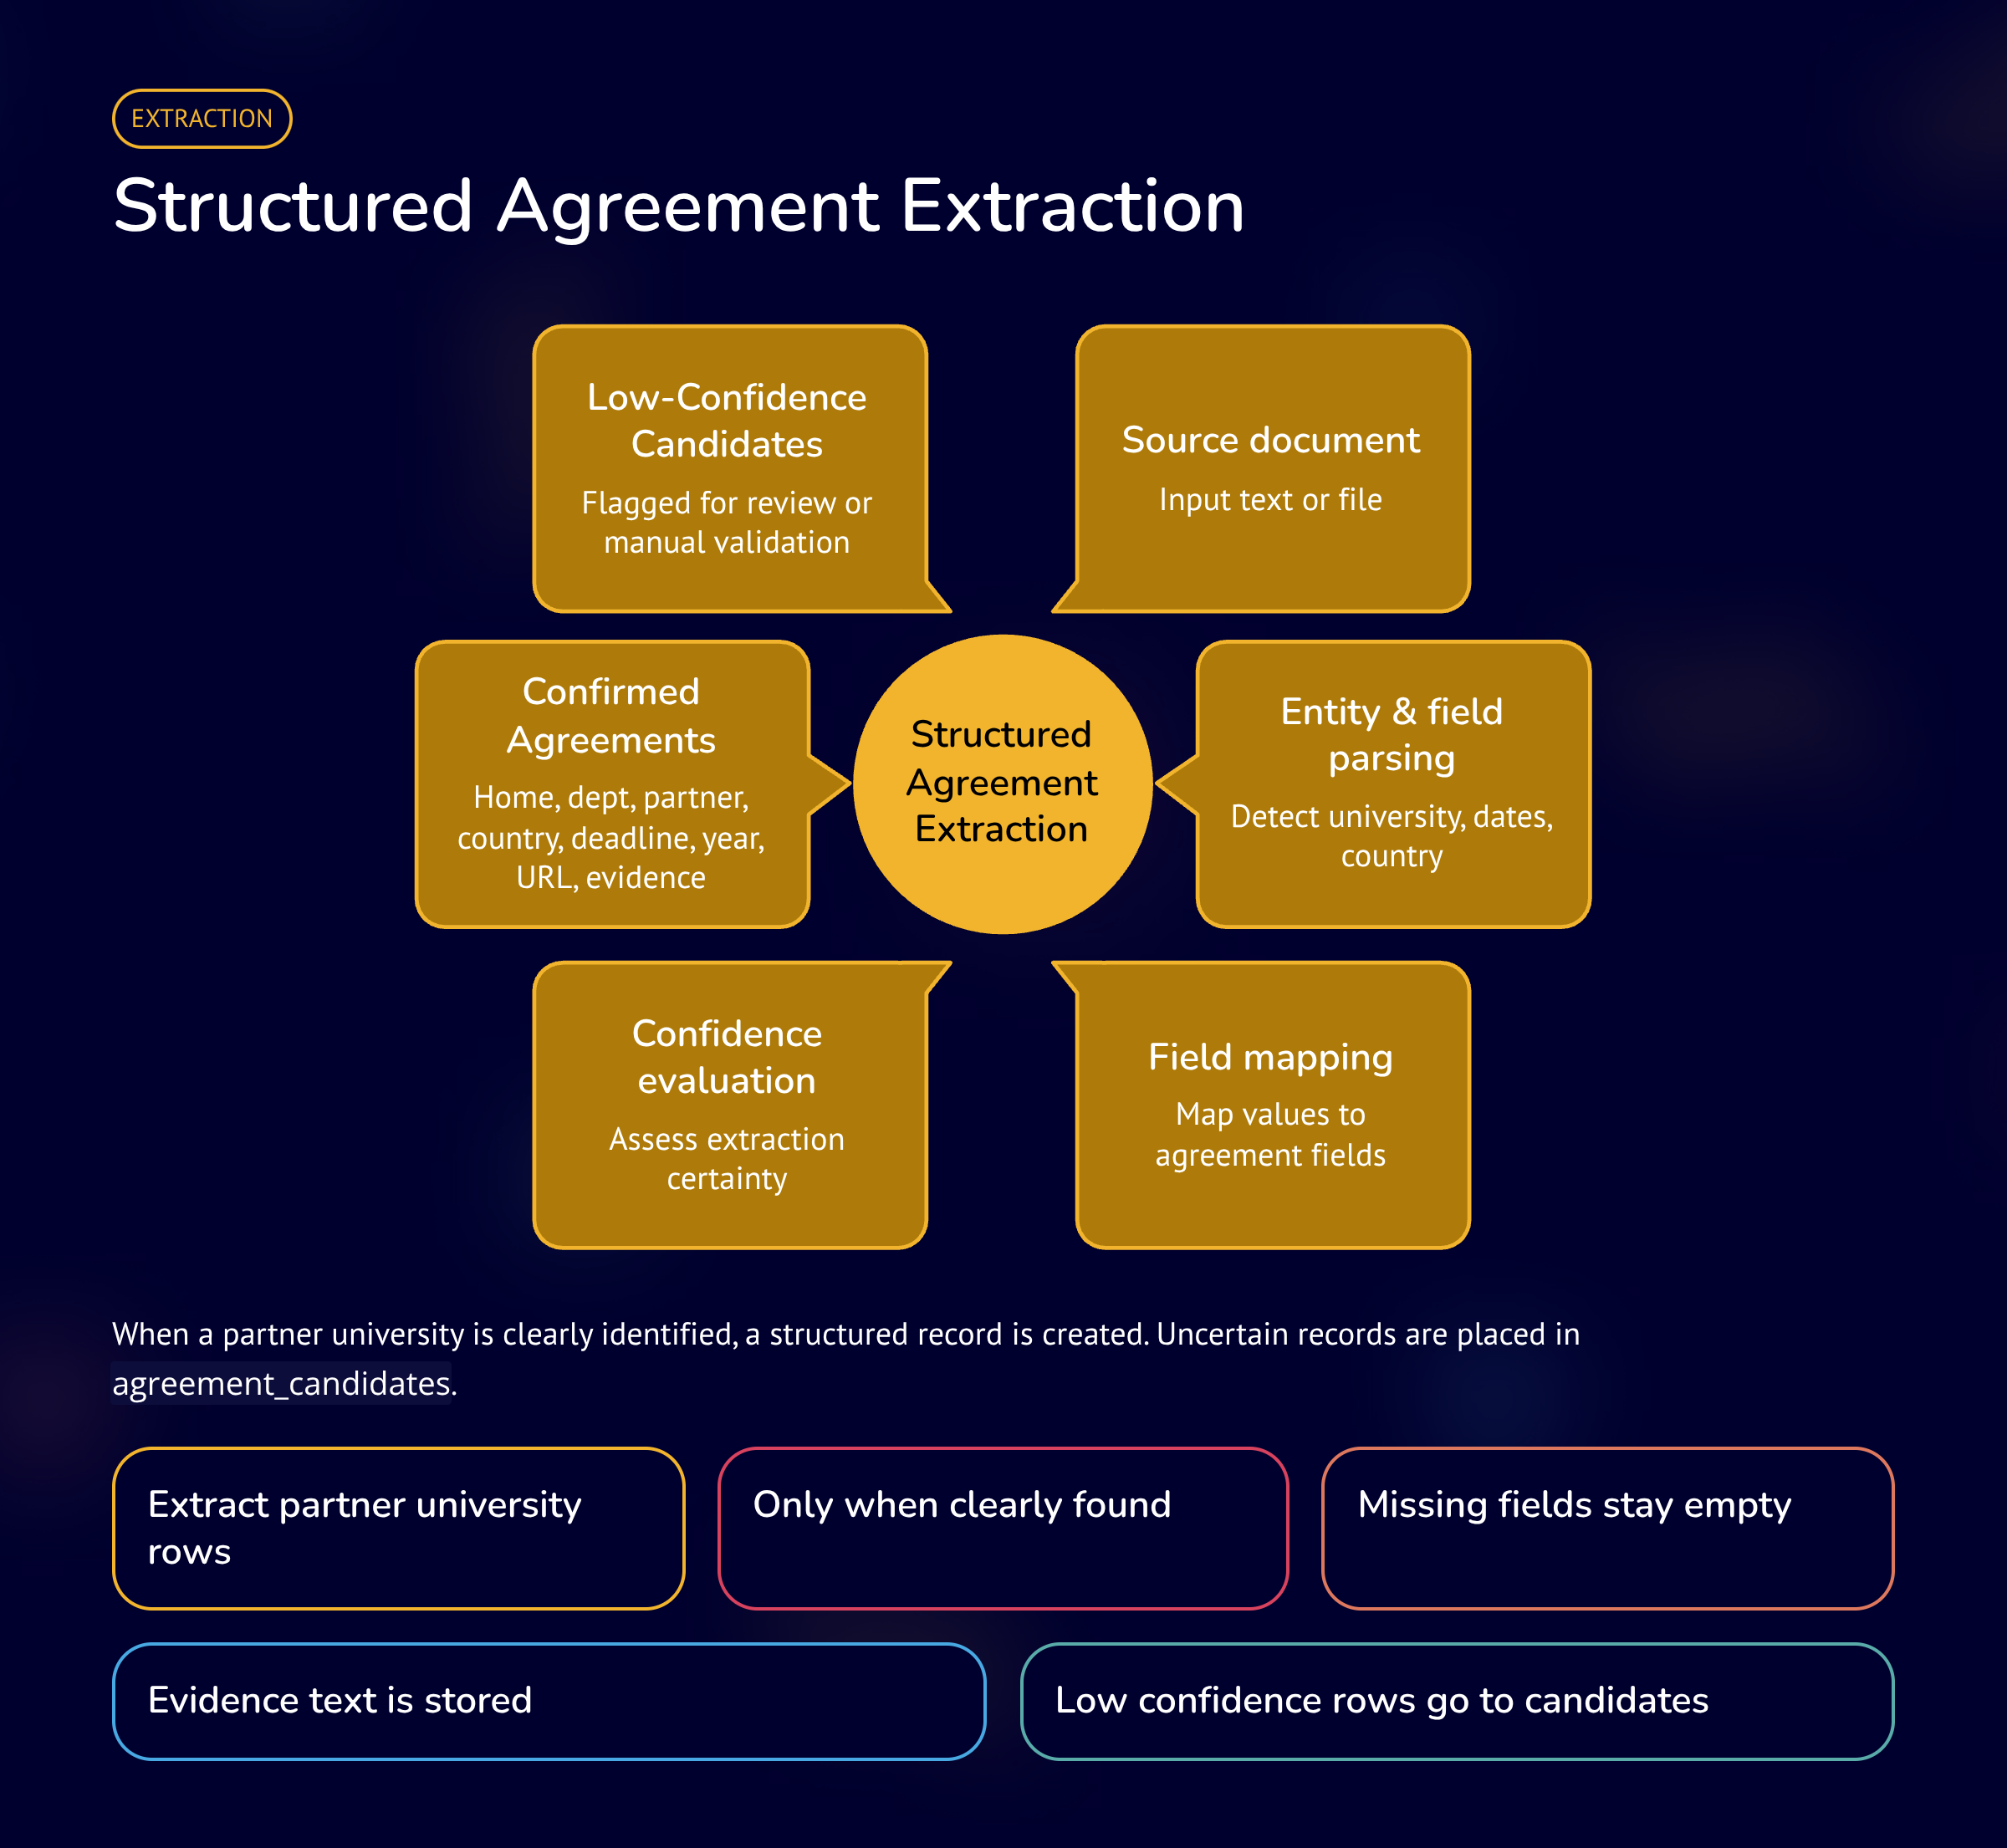 EXTRACTION
Structured Agreement Extraction
Low-Confidence
Candidates
Flagged for review or
manual validation
Source document
Input text or file
Confirmed
Agreements
Home, dept, partner,
country, deadline, year,
URL, evidence
Structured
Agreement
Extraction
Entity & field
parsing
Detect university, dates,
country
Confidence
evaluation
Assess extraction
certainty
Field mapping
Map values to
agreement fields
When a partner university is clearly identified, a structured record is created. Uncertain records are placed in
agreement_candidates.
Extract partner university
rows
Only when clearly found
Missing fields stay empty
Evidence text is stored
Low confidence rows go to candidates